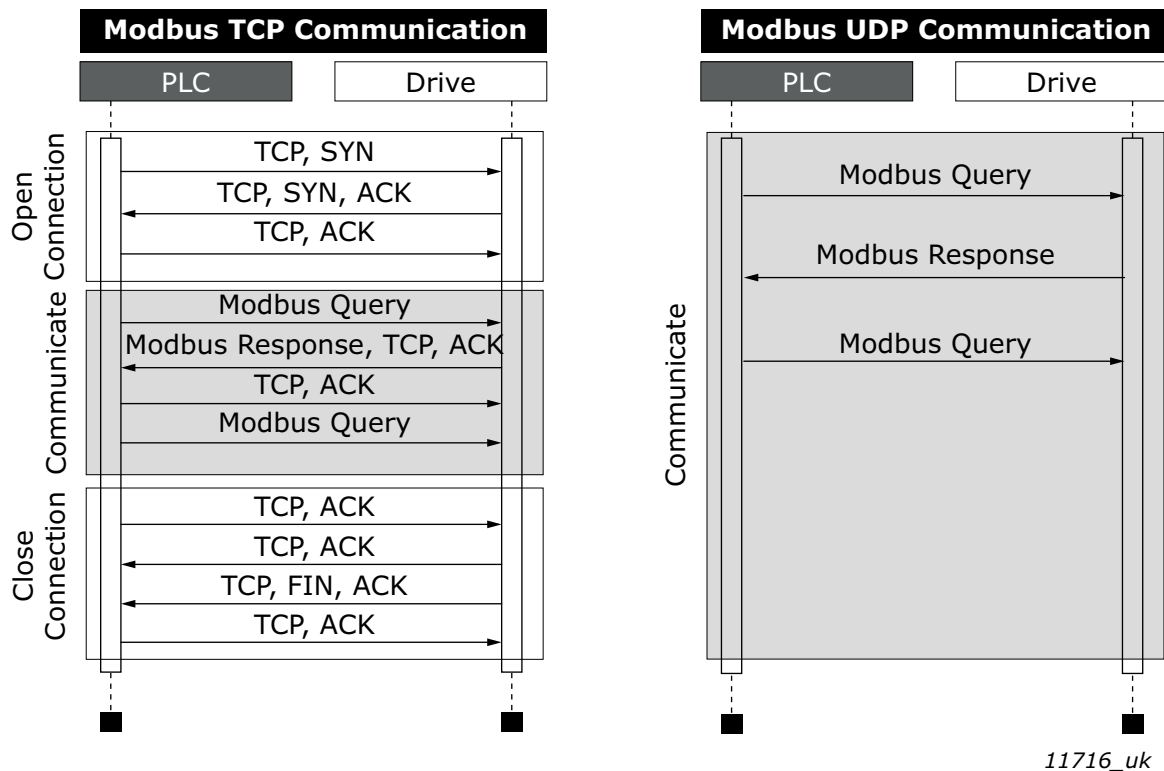 Modbus TCP Communication
PLC
Drive
Open
Connection
TCP, SYN
TCP, SYN, ACK
TCP, ACK
Communicate
Modbus Query
Modbus Response, TCP, ACK
TCP, ACK
Modbus Query
Close
Connection
TCP, ACK
TCP, ACK
TCP, FIN, ACK
TCP, ACK
Modbus UDP Communication
PLC
Drive
Communicate
Modbus Query
Modbus Response
Modbus Query
11716_uk